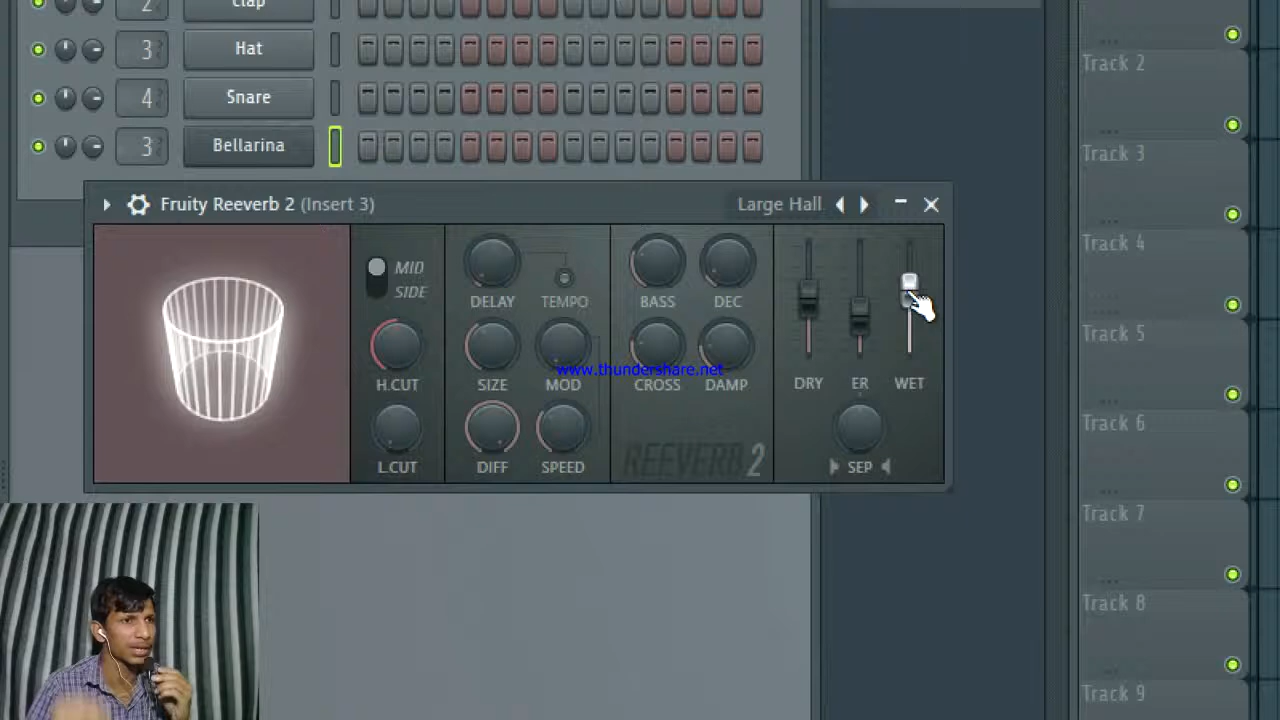 2 Clap
3 Hat
4 Snare
3 Bellarina
Fruity Reeverb 2 (Insert 3) Large Hall
MID
SIDE
DELAY TEMPO BASS DEC
H.CUT SIZE MOD CROSS DAMP DRY ER WET
www.thundershare.net
L.CUT DIFF SPEED REEVERB 2 SEP
Track 2
Track 3
Track 4
Track 5
Track 6
Track 7
Track 8
Track 9